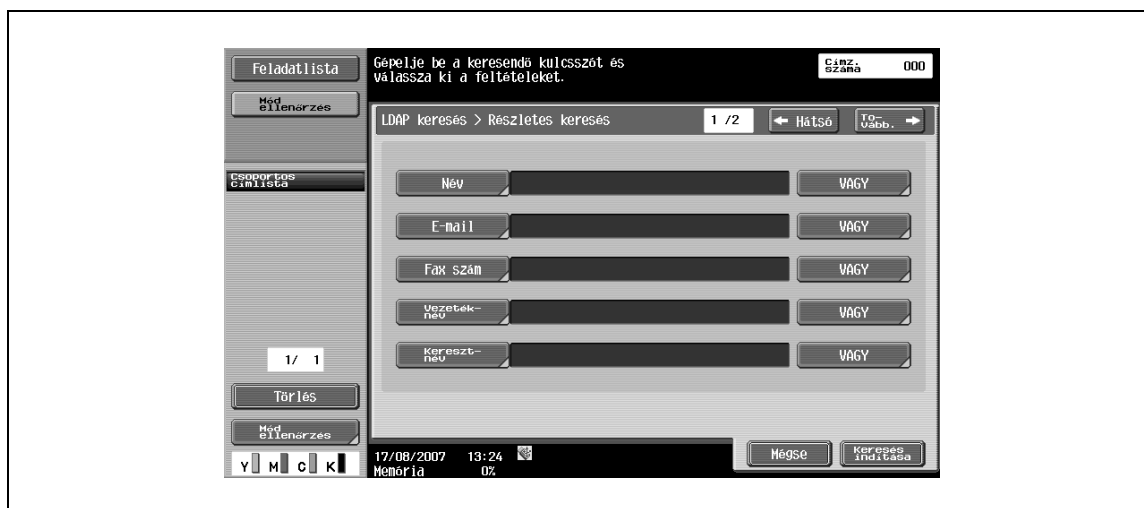 Feladatlista
Mód ellenőrzés
Csoportos címlista
1/ 1
Törlés
Mód ellenőrzés
Y M C K
Gépelje be a keresendő kulcsszót és
válassza ki a feltételeket.
Címz. száma 000
LDAP keresés > Részletes keresés 1 /2 ← Hátsó To- vább. →
Név VAGY
E-mail VAGY
Fax szám VAGY
Vezeték-
név VAGY
Kereszt-
név VAGY
17/08/2007 13:24
Memória 0%
Mégse
Keresés
indítása